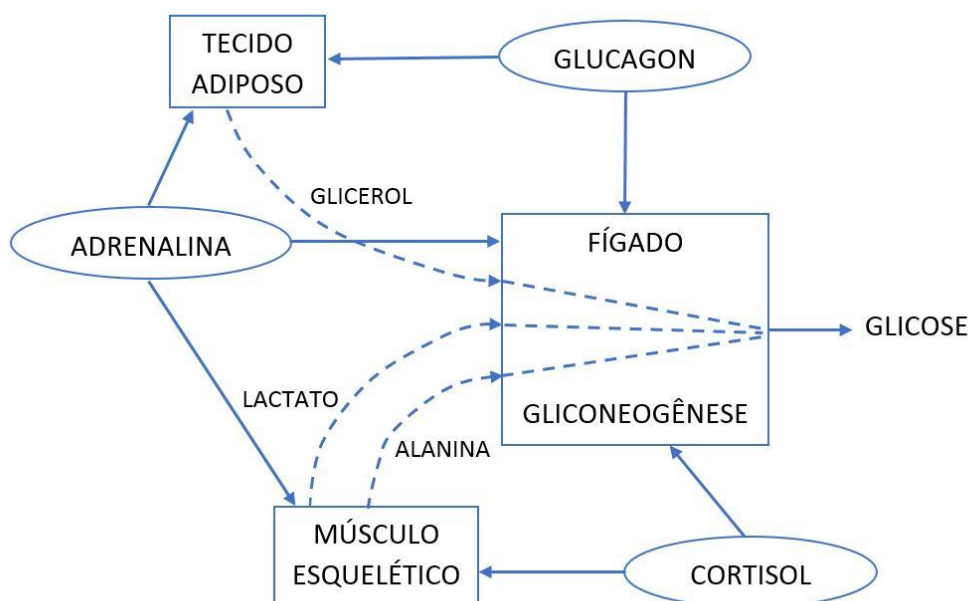 TECIDO
ADIPOSO
GLUCAGON
GLICEROL
ADRENALINA
FÍGADO
GLICOSE
LACTATO
GLICONEOGÊNESE
ALANINA
MÚSCULO
ESQUELÉTICO
CORTISOL